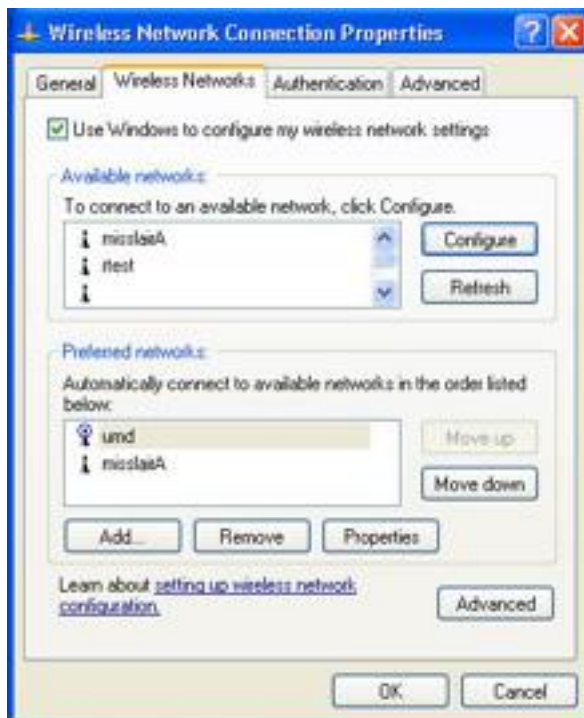 Wireless Network Connection Properties
General Wireless Networks Authentication Advanced
Use Windows to configure my wireless network settings
Available networks:
To connect to an available network, click Configure.
misslairA
rtest
Configure
Refresh
Preferred networks:
Automatically connect to available networks in the order listed
below:
umd
misslairA
Move up
Move down
Add... Remove Properties
Learn about setting up wireless network
configuration.
Advanced
OK Cancel